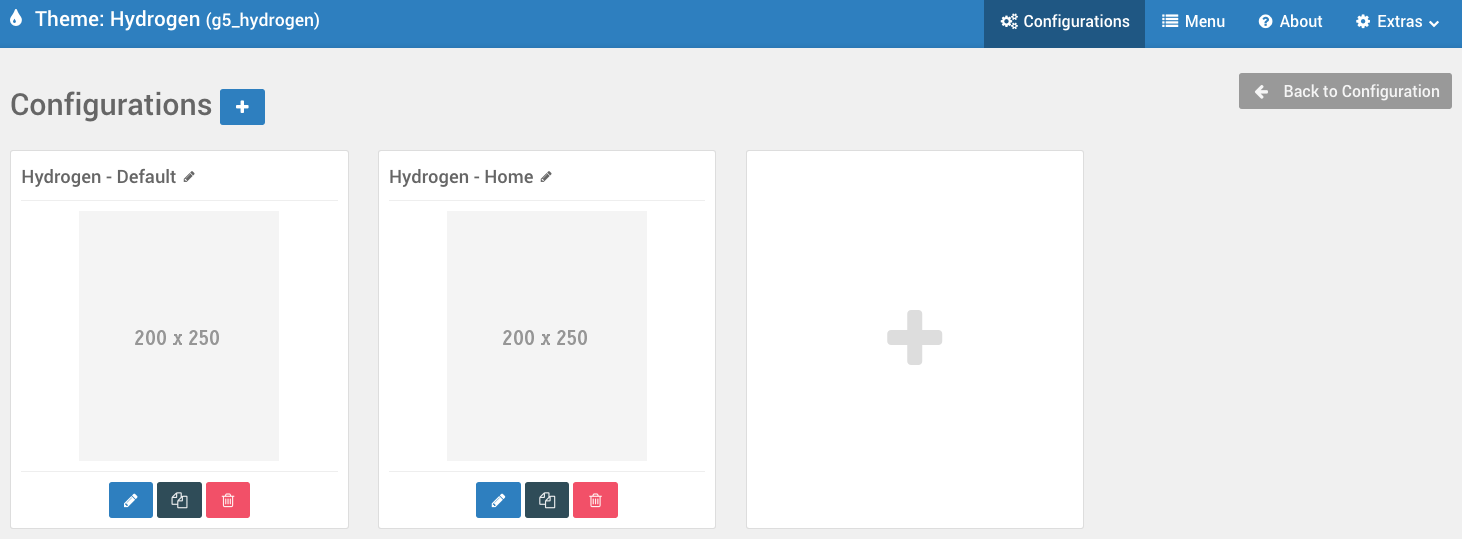 Theme: Hydrogen (g5_hydrogen)
Configurations
Menu
About
Extras
Configurations
Back to Configuration
Hydrogen - Default
Hydrogen - Home
200 x 250
200 x 250